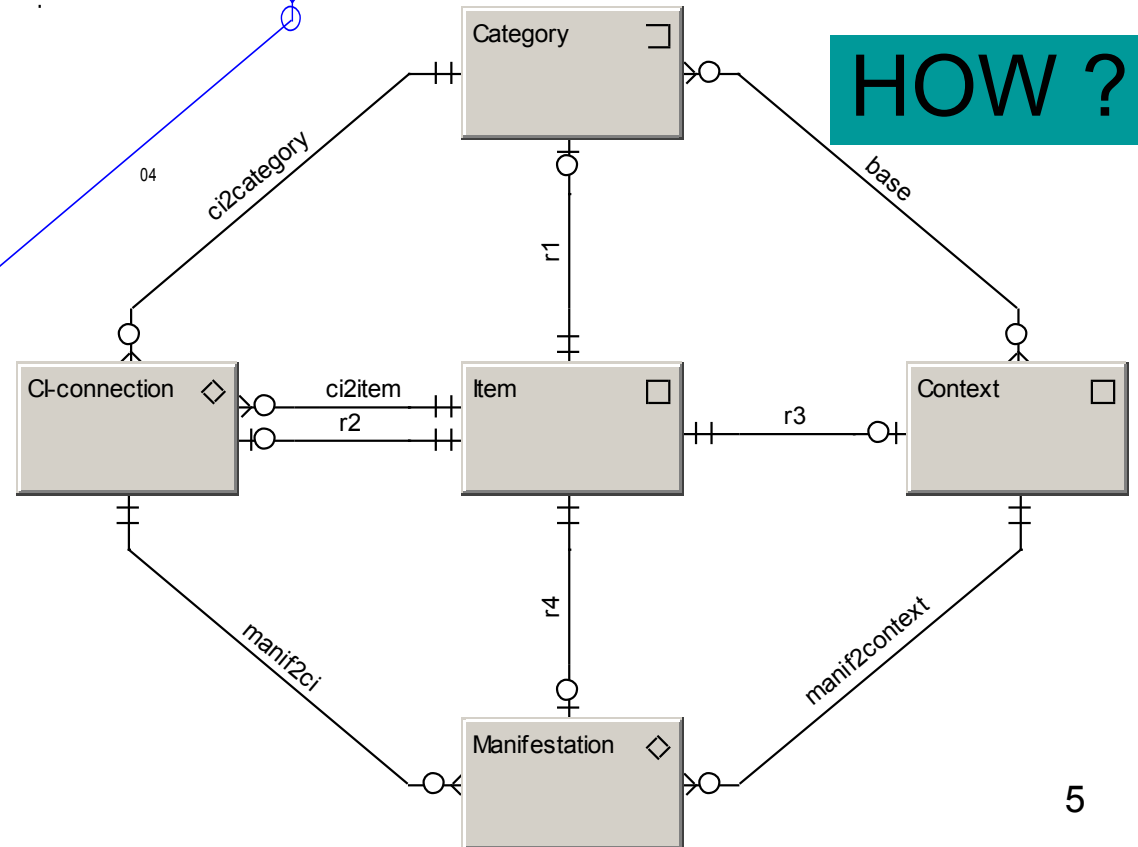 Category
HOW ?
04
ci2category
base
r1
CI-connection
ci2item
r2
Item
r3
Context
manif2ci
r4
manif2context
Manifestation
5